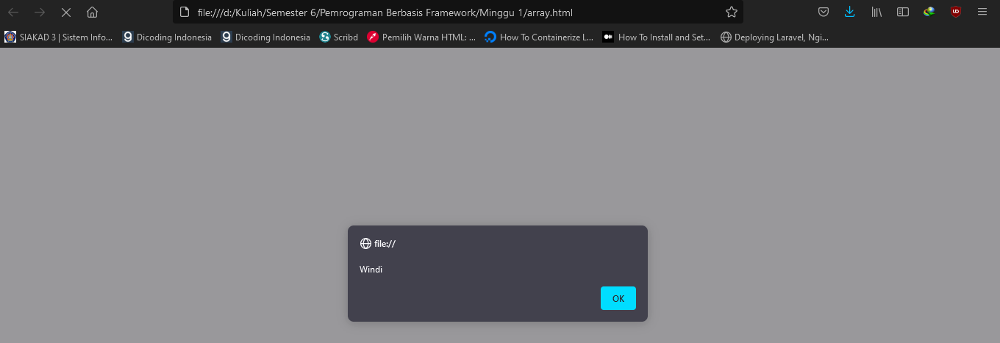 file:///d:/Kuliah/Semester 6/Pemrograman Berbasis Framework/Minggu 1/array.html
UD
SIAKAD 3 | Sistem Info... Dicoding Indonesia Dicoding Indonesia Scribd Pemilih Warna HTML: ... How To Containerize L... How To Install and Set... Deploying Laravel, Ngi...
file://
Windi
OK